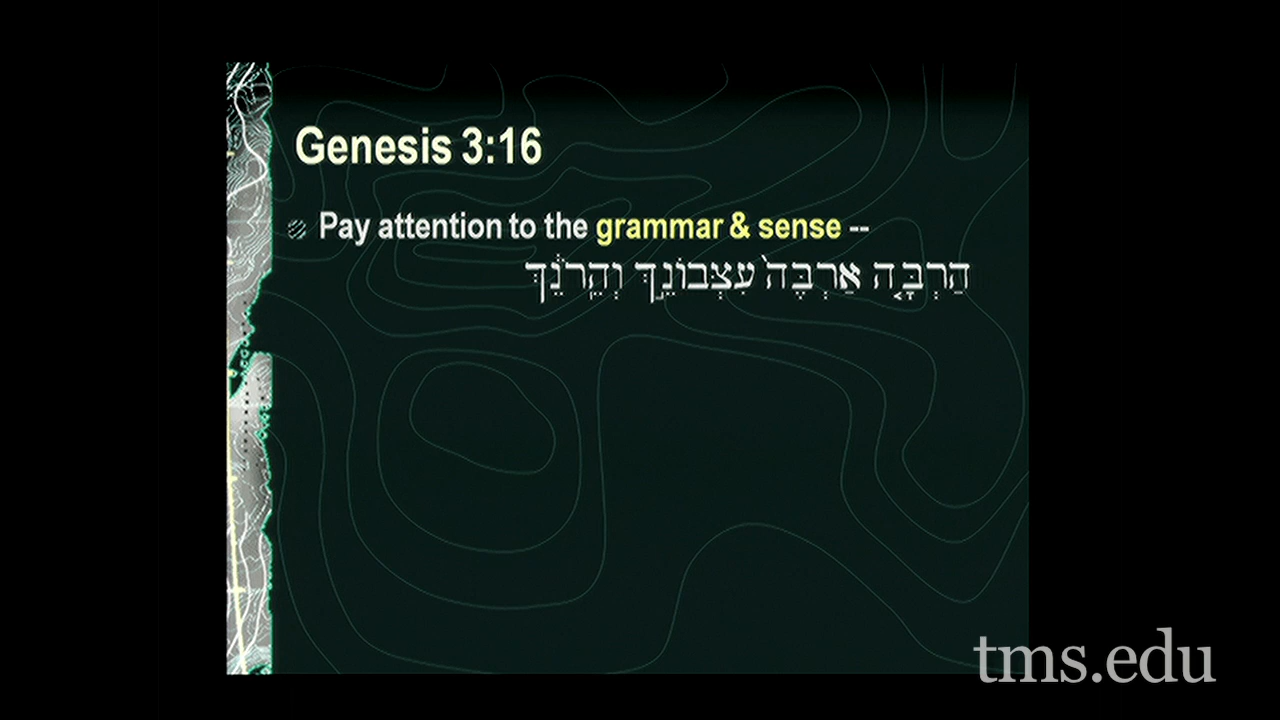 Genesis 3:16
Pay attention to the grammar & sense --
הַרְבָּ֤ה אַרְבֶּה֙ עִצְּבוֹנֵ֣ךְ וְהֵֽרֹנֵ֔ךְ
tms.edu